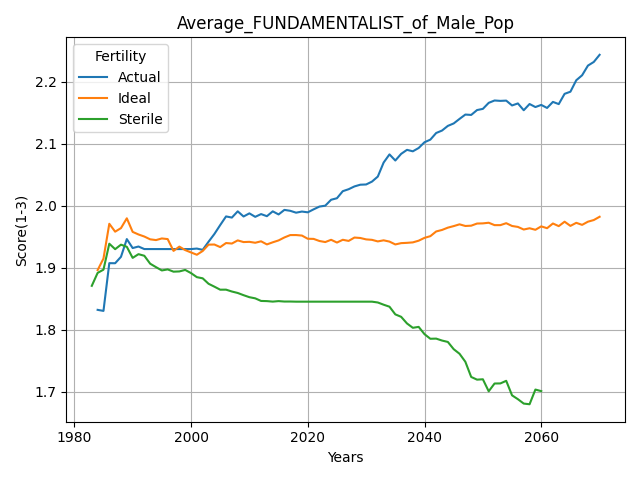 Average_FUNDAMENTALIST_of_Male_Pop
Fertility
Actual
Ideal
Sterile
Score(1-3)
2.2
2.1
2.0
1.9
1.8
1.7
1980
2000
2020
2040
2060
Years